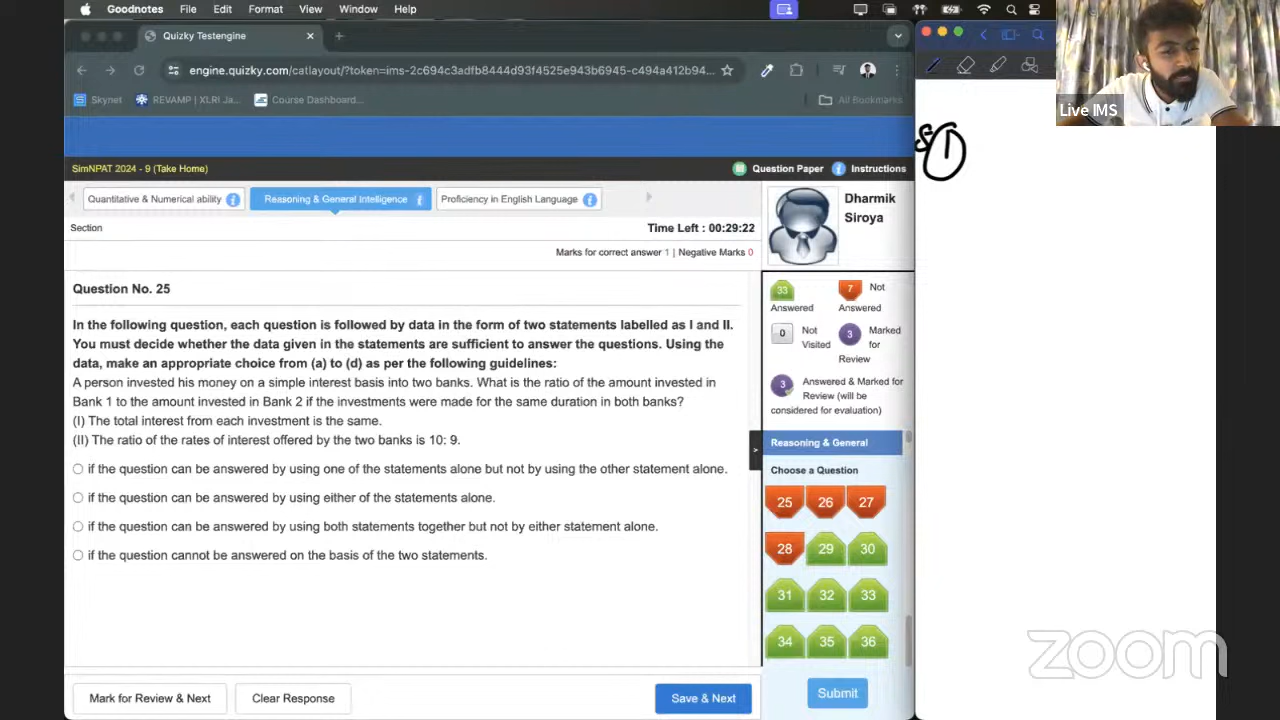 Goodnotes File Edit Format View Window Help
Quizky Testengine
engine.quizky.com/catlayout/?token=ims-2c694c3adfb8444d93f4525e943b6945-c494a412b94...
Skynet REVAMP | XLRI Ja... Course Dashboard... All Bookmarks
Live IMS
SimNPAT 2024 - 9 (Take Home) Question Paper Instructions
Quantitative & Numerical ability Reasoning & General Intelligence Proficiency in English Language
Dharmik
Siroya
Section Time Left : 00:29:22
Marks for correct answer 1 | Negative Marks 0
Question No. 25
In the following question, each question is followed by data in the form of two statements labelled as I and II.
You must decide whether the data given in the statements are sufficient to answer the questions. Using the
data, make an appropriate choice from (a) to (d) as per the following guidelines:
A person invested his money on a simple interest basis into two banks. What is the ratio of the amount invested in
Bank 1 to the amount invested in Bank 2 if the investments were made for the same duration in both banks?
(I) The total interest from each investment is the same.
(II) The ratio of the rates of interest offered by the two banks is 10: 9.
if the question can be answered by using one of the statements alone but not by using the other statement alone.
if the question can be answered by using either of the statements alone.
if the question can be answered by using both statements together but not by either statement alone.
if the question cannot be answered on the basis of the two statements.
33 Answered
7 Not Answered
0 Not Visited
3 Marked for Review
3 Answered & Marked for Review (will be considered for evaluation)
Reasoning & General
Choose a Question
25 26 27
28 29 30
31 32 33
34 35 36
Mark for Review & Next Clear Response Save & Next Submit
1
zoom